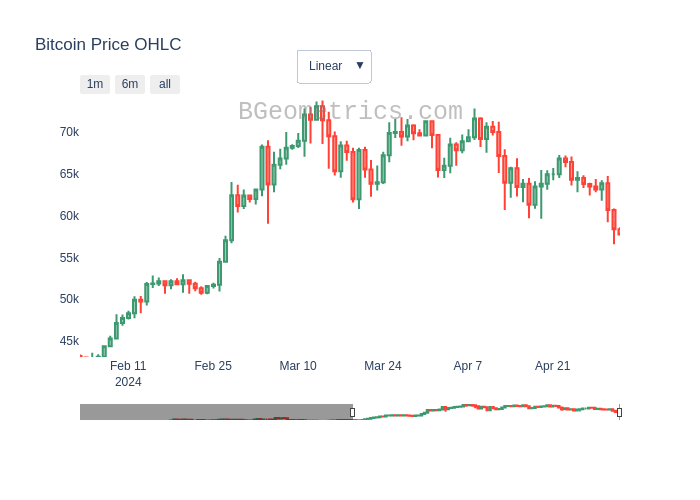 Bitcoin Price OHLC
Linear ▼
1m 6m all
BGeometrics.com
70k
65k
60k
55k
50k
45k
Feb 11 Feb 25 Mar 10 Mar 24 Apr 7 Apr 21
2024